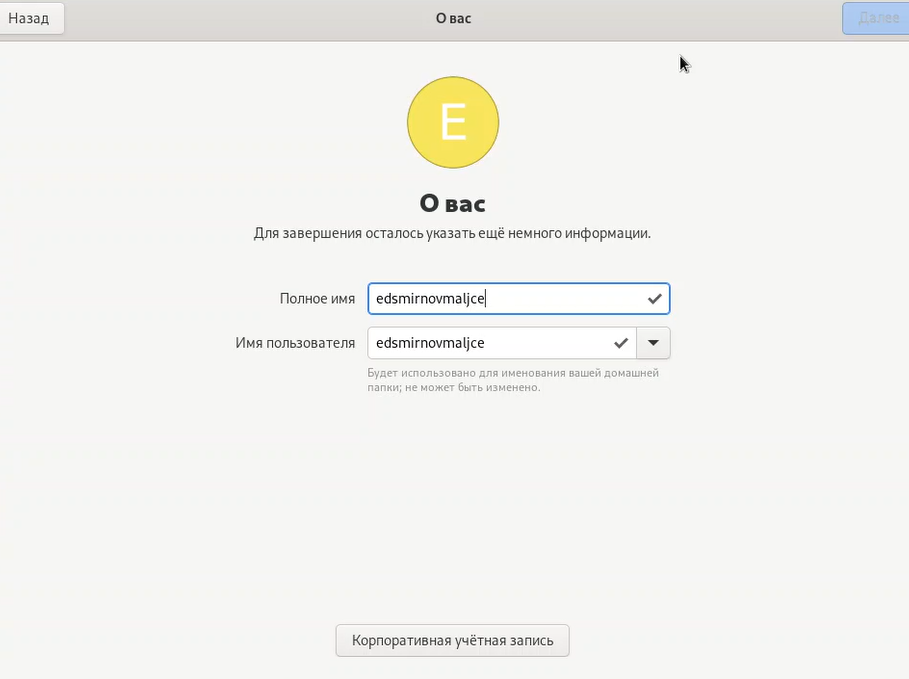 Назад
О вас
Далее
E
О вас
Для завершения осталось указать ещё немного информации.
Полное имя
edsmirnovmaljce
Имя пользователя
edsmirnovmaljce
Будет использовано для именования вашей домашней
папки; не может быть изменено.
Корпоративная учётная запись